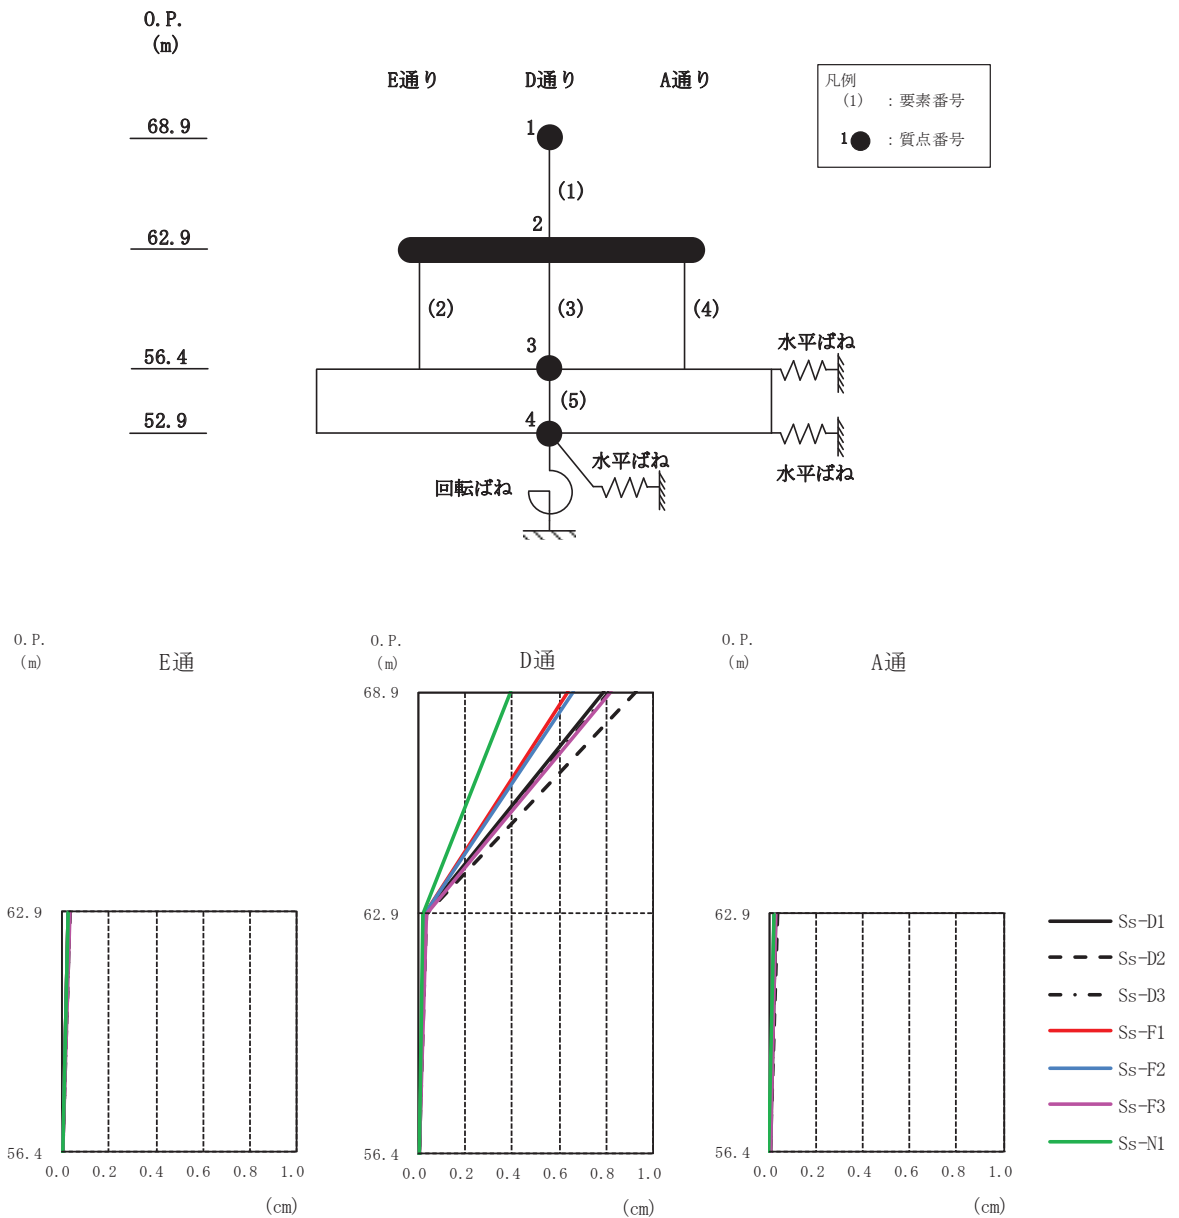 O.P.
(m)
E通り
D通り
A通り
凡例
(1) ：要素番号
1 ：質点番号
68.9
1
(1)
2
62.9
(2)
(3)
(4)
3
水平ばね
56.4
(5)
4
52.9
水平ばね
水平ばね
回転ばね
O.P.
(m)
E通
62.9
56.4
0.0 0.2 0.4 0.6 0.8 1.0
(cm)
O.P.
(m)
D通
68.9
62.9
56.4
0.0 0.2 0.4 0.6 0.8 1.0
(cm)
O.P.
(m)
A通
62.9
56.4
0.0 0.2 0.4 0.6 0.8 1.0
(cm)
Ss-D1
Ss-D2
Ss-D3
Ss-F1
Ss-F2
Ss-F3
Ss-N1